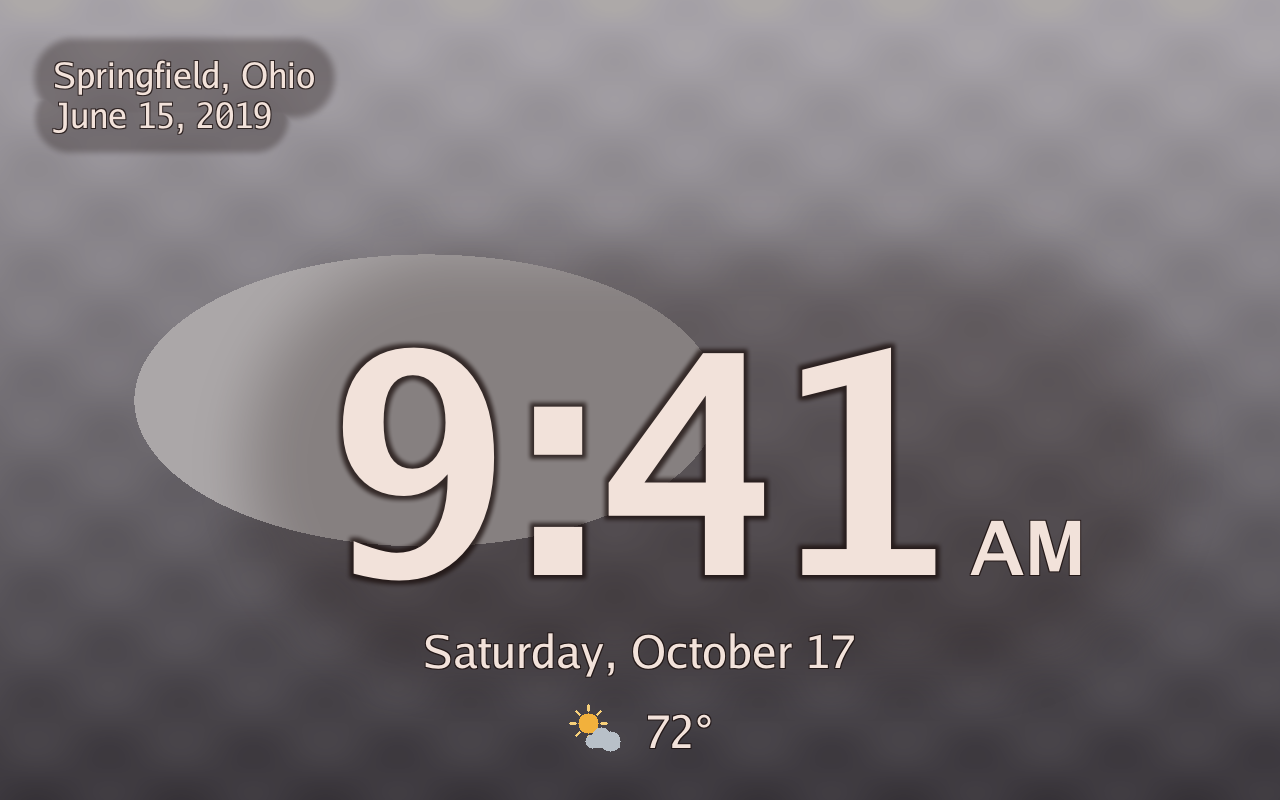 Springfield, Ohio
June 15, 2019
9:41 AM
Saturday, October 17
72°